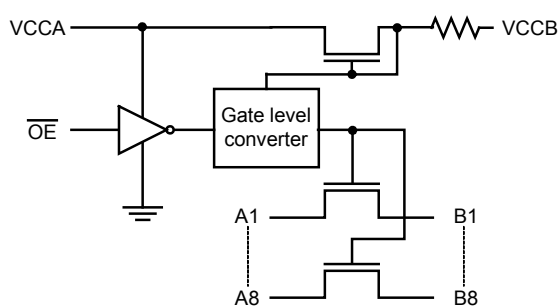 VCCA
VCCB
OE
Gate level
converter
A1
B1
A8
B8